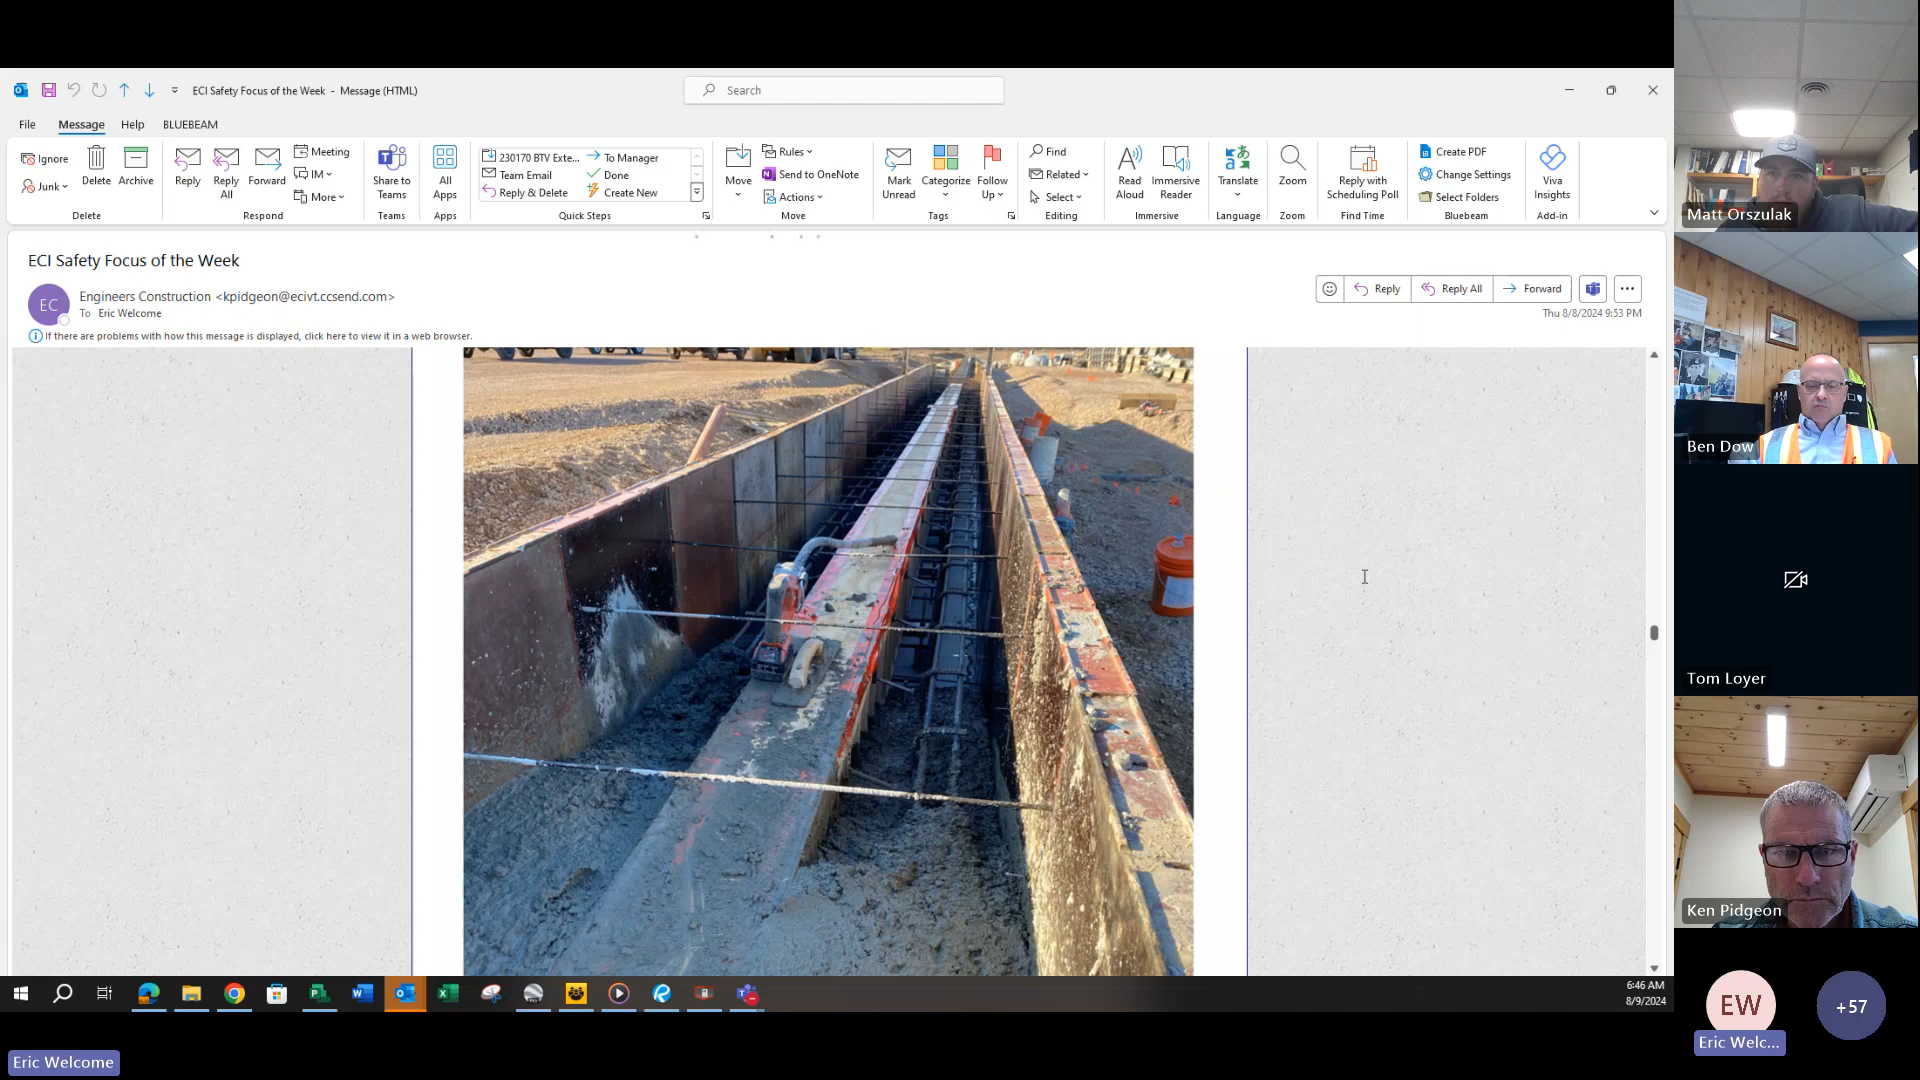 ECI Safety Focus of the Week - Message (HTML)
Search
File Message Help BLUEBEAM
Ignore
Junk
Delete
Archive
Delete
Reply
Reply All
Forward
Meeting
IM
More
Respond
Share to Teams
Teams
All Apps
Apps
230170 BTV Exte...
Team Email
Reply & Delete
To Manager
Done
Create New
Quick Steps
Move
Rules
Send to OneNote
Actions
Move
Mark Unread
Categorize
Follow Up
Tags
Find
Related
Select
Editing
Read Aloud
Immersive Reader
Immersive
Translate
Language
Zoom
Zoom
Reply with Scheduling Poll
Find Time
Create PDF
Change Settings
Select Folders
Bluebeam
Viva Insights
Add-in
ECI Safety Focus of the Week
EC
Engineers Construction <kpidgeon@ecivt.ccsend.com>
To Eric Welcome
Reply
Reply All
Forward
Thu 8/8/2024 9:53 PM
If there are problems with how this message is displayed, click here to view it in a web browser.
6:46 AM
8/9/2024
Matt Orszulak
Ben Dow
Tom Loyer
Ken Pidgeon
EW
+57
Eric Welc...
Eric Welcome